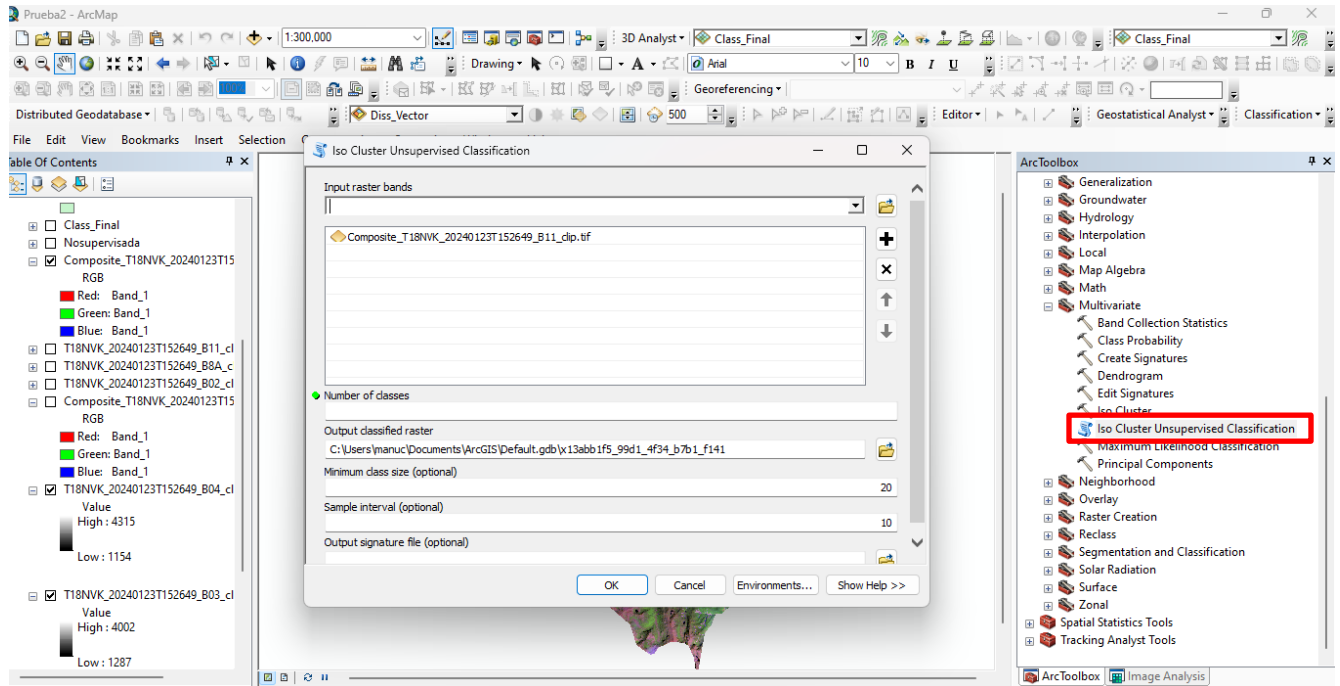 Prueba2 - ArcMap
1:300,000
3D Analyst
Class_Final
Class_Final
Drawing
A
Arial
10
B I U
100%
Georeferencing
Distributed Geodatabase
Diss_Vector
500
Editor
Geostatistical Analyst
Classification
File Edit View Bookmarks Insert Selection
Table Of Contents
Class_Final
Nosupervisada
Composite_T18NVK_20240123T15
RGB
Red: Band_1
Green: Band_1
Blue: Band_1
T18NVK_20240123T152649_B11_cl
T18NVK_20240123T152649_B8A_c
T18NVK_20240123T152649_B02_cl
Composite_T18NVK_20240123T15
RGB
Red: Band_1
Green: Band_1
Blue: Band_1
T18NVK_20240123T152649_B04_cl
Value
High : 4315
Low : 1154
T18NVK_20240123T152649_B03_cl
Value
High : 4002
Low : 1287
Iso Cluster Unsupervised Classification
Input raster bands
Composite_T18NVK_20240123T152649_B11_clip.tif
Number of classes
Output classified raster
C:\Users\manuc\Documents\ArcGIS\Default.gdb\x13abb1f5_99d1_4f34_b7b1_f141
Minimum class size (optional)
20
Sample interval (optional)
10
Output signature file (optional)
OK
Cancel
Environments...
Show Help >>
ArcToolbox
Generalization
Groundwater
Hydrology
Interpolation
Local
Map Algebra
Math
Multivariate
Band Collection Statistics
Class Probability
Create Signatures
Dendrogram
Edit Signatures
Iso Cluster
Iso Cluster Unsupervised Classification
Maximum Likelihood Classification
Principal Components
Neighborhood
Overlay
Raster Creation
Reclass
Segmentation and Classification
Solar Radiation
Surface
Zonal
Spatial Statistics Tools
Tracking Analyst Tools
ArcToolbox
Image Analysis